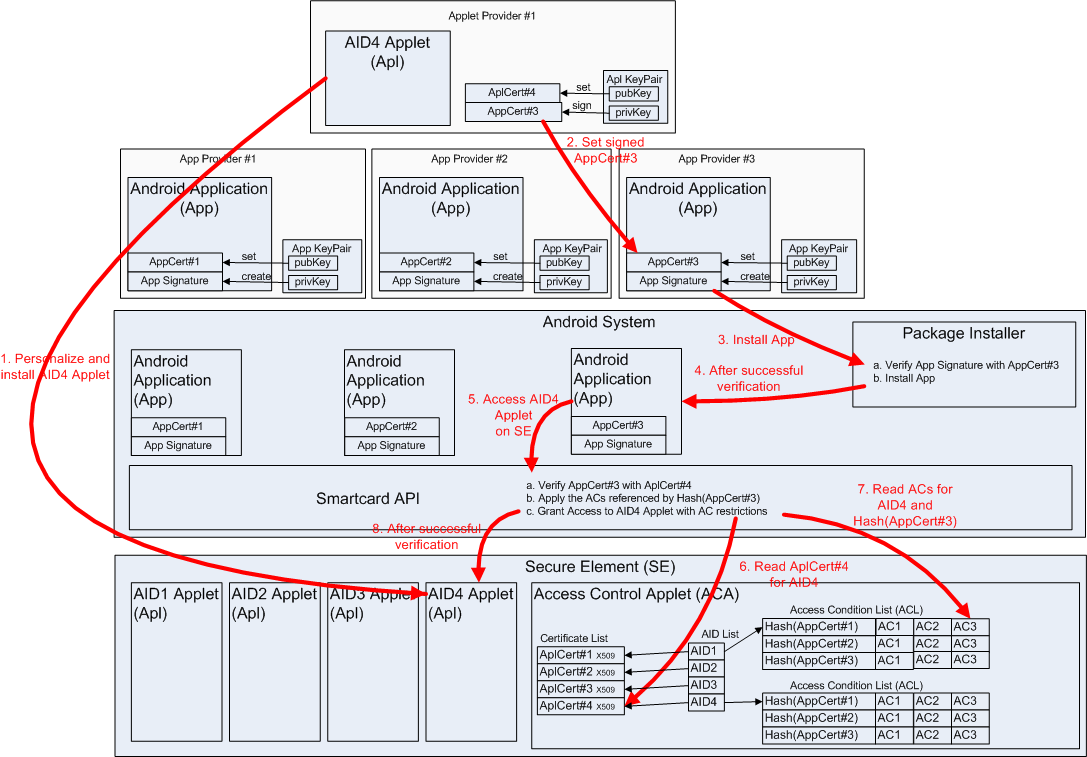 Applet Provider #1
AID4 Applet
(Apl)
Apl KeyPair
AplCert#4
set
pubKey
AppCert#3
sign
privKey
2. Set signed
AppCert#3
App Provider #1
Android Application
(App)
App KeyPair
AppCert#1
set
pubKey
App Signature
create
privKey
App Provider #2
Android Application
(App)
App KeyPair
AppCert#2
set
pubKey
App Signature
create
privKey
App Provider #3
Android Application
(App)
App KeyPair
AppCert#3
set
pubKey
App Signature
create
privKey
1. Personalize and
install AID4 Applet
Android System
3. Install App
Package Installer
a. Verify App Signature with AppCert#3
b. Install App
4. After successful
verification
Android
Application
(App)
AppCert#1
App Signature
Android
Application
(App)
AppCert#2
App Signature
Android
Application
(App)
AppCert#3
App Signature
5. Access AID4
Applet
on SE
Smartcard API
a. Verify AppCert#3 with AplCert#4
b. Apply the ACs referenced by Hash(AppCert#3)
c. Grant Access to AID4 Applet with AC restrictions
7. Read ACs for
AID4 and
Hash(AppCert#3)
8. After successful
verification
6. Read AplCert#4
for AID4
Secure Element (SE)
AID1 Applet
(Apl)
AID2 Applet
(Apl)
AID3 Applet
(Apl)
AID4 Applet
(Apl)
Access Control Applet (ACA)
Certificate List
AplCert#1 X509
AplCert#2 X509
AplCert#3 X509
AplCert#4 X509
AID List
AID1
AID2
AID3
AID4
Access Condition List (ACL)
Hash(AppCert#1) AC1 AC2 AC3
Hash(AppCert#2) AC1 AC2 AC3
Hash(AppCert#3) AC1 AC2 AC3
Access Condition List (ACL)
Hash(AppCert#1) AC1 AC2 AC3
Hash(AppCert#2) AC1 AC2 AC3
Hash(AppCert#3) AC1 AC2 AC3